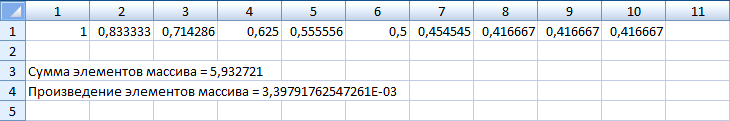 1 2 3 4 5 6 7 8 9 10 11
1 1 0,833333 0,714286 0,625 0,555556 0,5 0,454545 0,416667 0,416667 0,416667
2
3 Сумма элементов массива = 5,932721
4 Произведение элементов массива = 3,39791762547261E-03
5